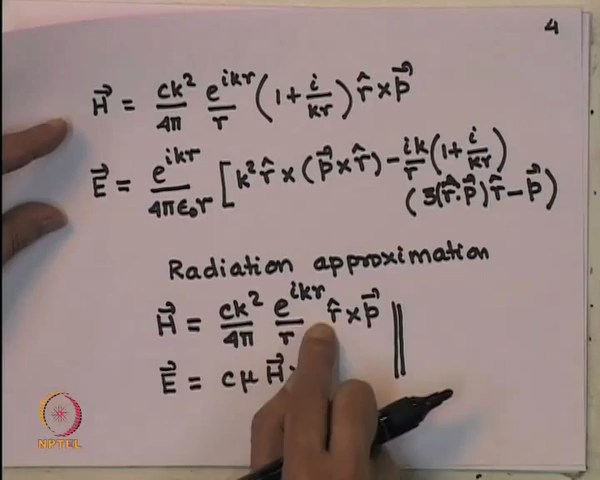 4
H⃗ = ck²/4π e^{ikr}/r (1 + i/kr) r̂ × p⃗
E⃗ = e^{ikr}/4πϵ₀r [k² r̂ × (p⃗ × r̂) − ik/r (1 + i/kr)
(3(r̂·p⃗) r̂ − p⃗)
Radiation approximation
H⃗ = ck²/4π e^{ikr}/r r̂ × p⃗
E⃗ = cμ H⃗
NPTEL